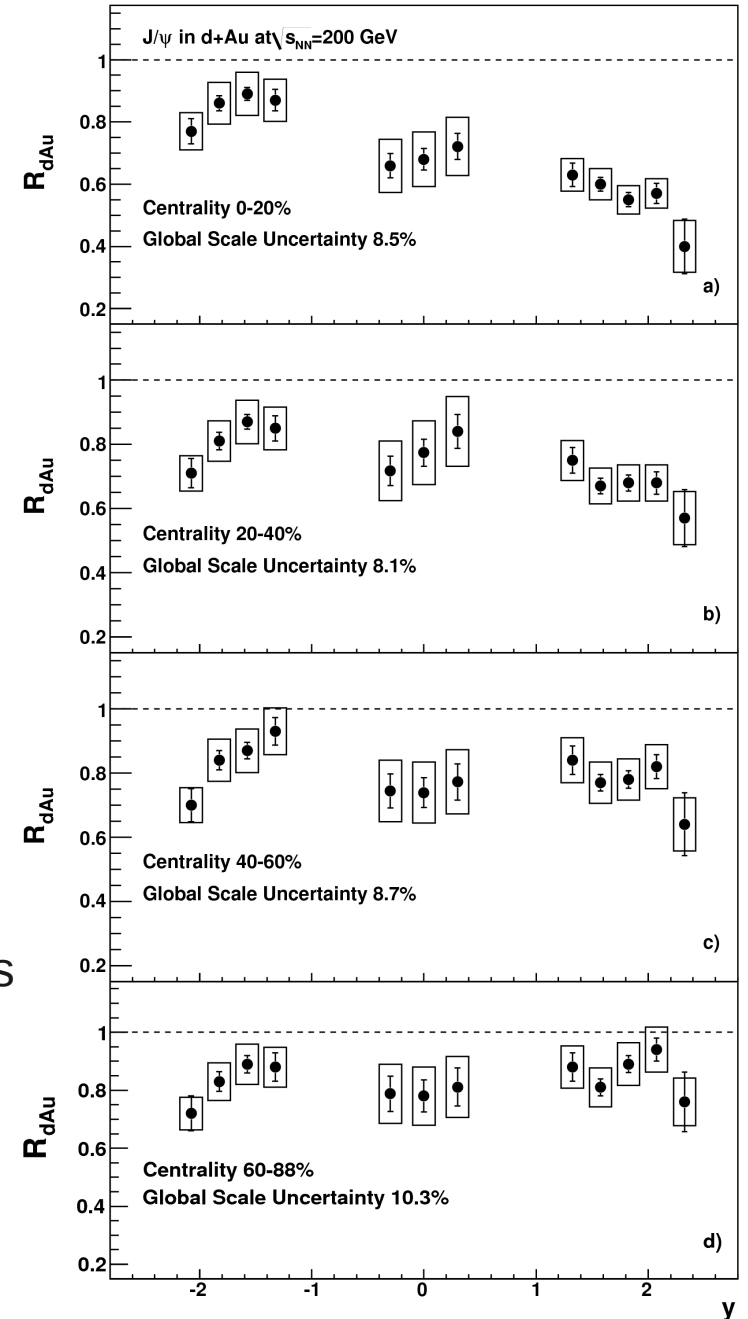 J/ψ in d+Au at √sNN=200 GeV
1
0.8
RdAu
0.6
Centrality 0-20%
0.4
Global Scale Uncertainty 8.5%
a)
0.2
1
0.8
RdAu
0.6
Centrality 20-40%
0.4
Global Scale Uncertainty 8.1%
b)
0.2
1
0.8
RdAu
0.6
Centrality 40-60%
0.4
Global Scale Uncertainty 8.7%
c)
0.2
s
1
0.8
RdAu
0.6
Centrality 60-88%
0.4
Global Scale Uncertainty 10.3%
d)
0.2
-2 -1 0 1 2
y